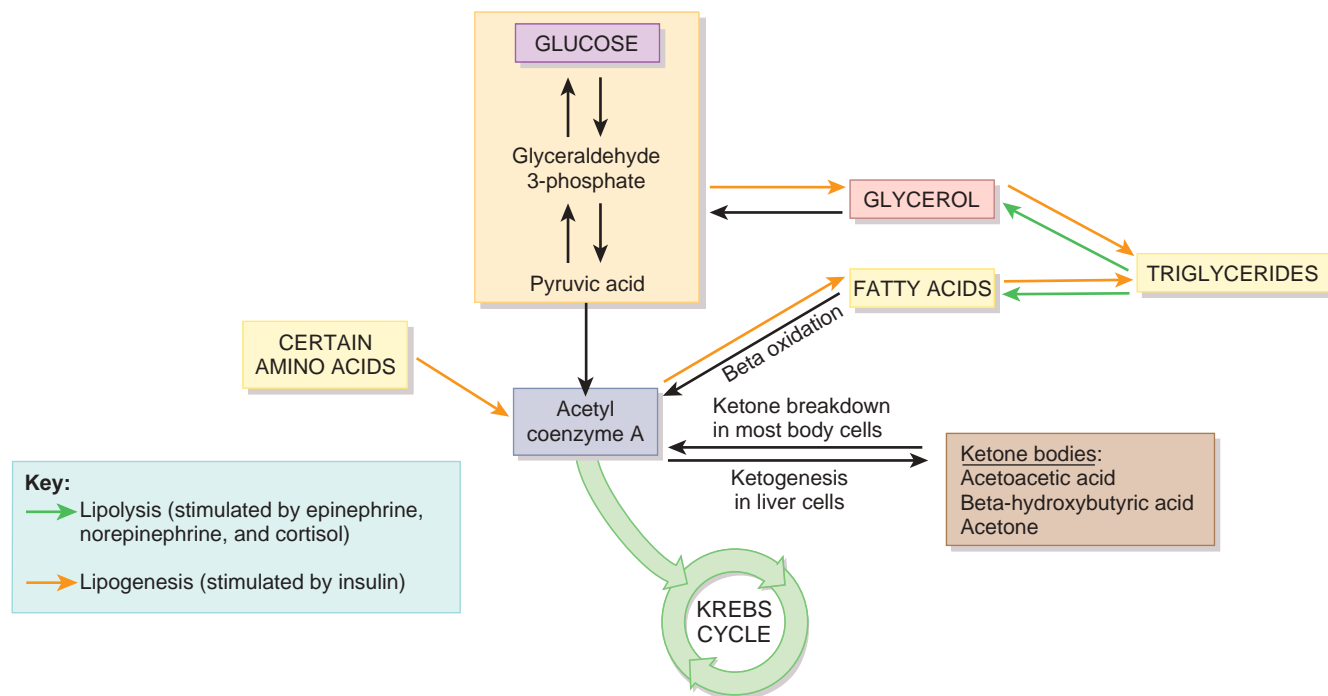 GLUCOSE
Glyceraldehyde
3-phosphate
Pyruvic acid
GLYCEROL
TRIGLYCERIDES
FATTY ACIDS
Beta oxidation
CERTAIN
AMINO ACIDS
Acetyl
coenzyme A
Ketone breakdown
in most body cells
Ketogenesis
in liver cells
Ketone bodies:
Acetoacetic acid
Beta-hydroxybutyric acid
Acetone
Key:
Lipolysis (stimulated by epinephrine,
norepinephrine, and cortisol)
Lipogenesis (stimulated by insulin)
KREBS
CYCLE